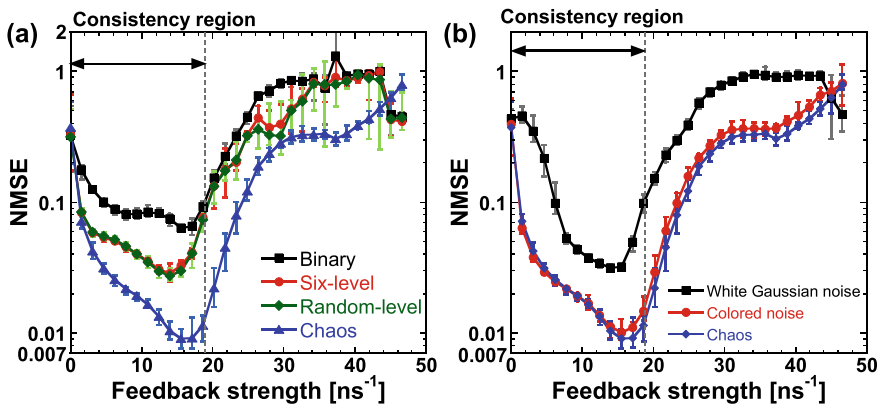 Consistency region
(a)
2
1
0.1
0.01
0.007
NMSE
Binary
Six-level
Random-level
Chaos
0
10
20
30
40
50
Feedback strength [ns⁻¹]
Consistency region
(b)
2
1
0.1
0.01
0.007
NMSE
White Gaussian noise
Colored noise
Chaos
0
10
20
30
40
50
Feedback strength [ns⁻¹]